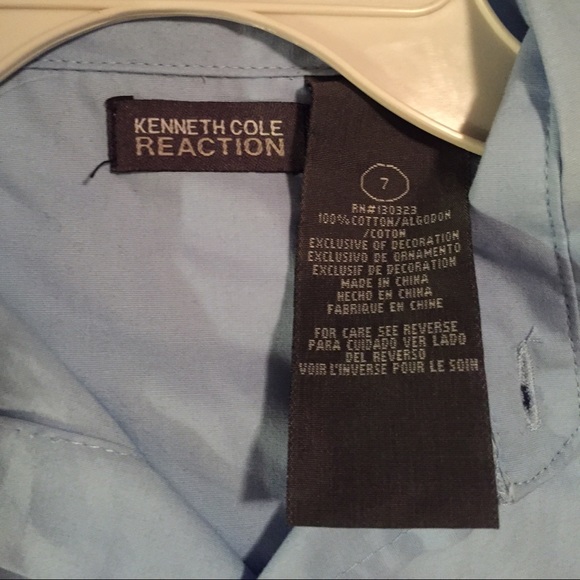 KENNETH COLE
REACTION
7
RN#130323
100% COTTON/ALGODON
/COTON
EXCLUSIVE OF DECORATION
EXCLUSIVO DE ORNAMENTO
EXCLUSIF DE DECORATION
MADE IN CHINA
HECHO EN CHINA
FABRIQUE EN CHINE
FOR CARE SEE REVERSE
PARA CUIDADO VER LADO
DEL REVERSO
VOIR L'INVERSE POUR LE SOIN